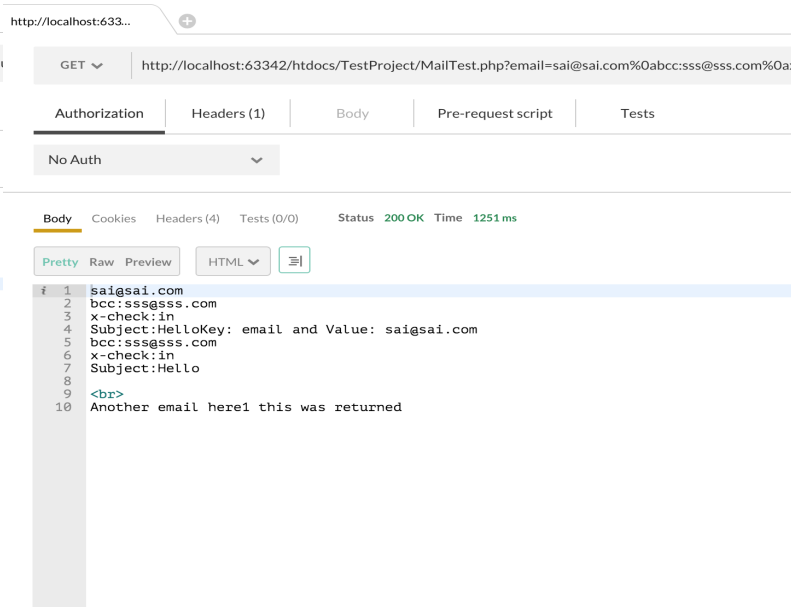 http://localhost:633...
GET http://localhost:63342/htdocs/TestProject/MailTest.php?email=sai@sai.com%0abcc:sss@sss.com%0a
Authorization Headers (1) Body Pre-request script Tests
No Auth
Body Cookies Headers (4) Tests (0/0) Status 200 OK Time 1251 ms
Pretty Raw Preview HTML
i 1 sai@sai.com
2 bcc:sss@sss.com
3 x-check:in
4 Subject:HelloKey: email and Value: sai@sai.com
5 bcc:sss@sss.com
6 x-check:in
7 Subject:Hello
8
9 <br>
10 Another email here1 this was returned